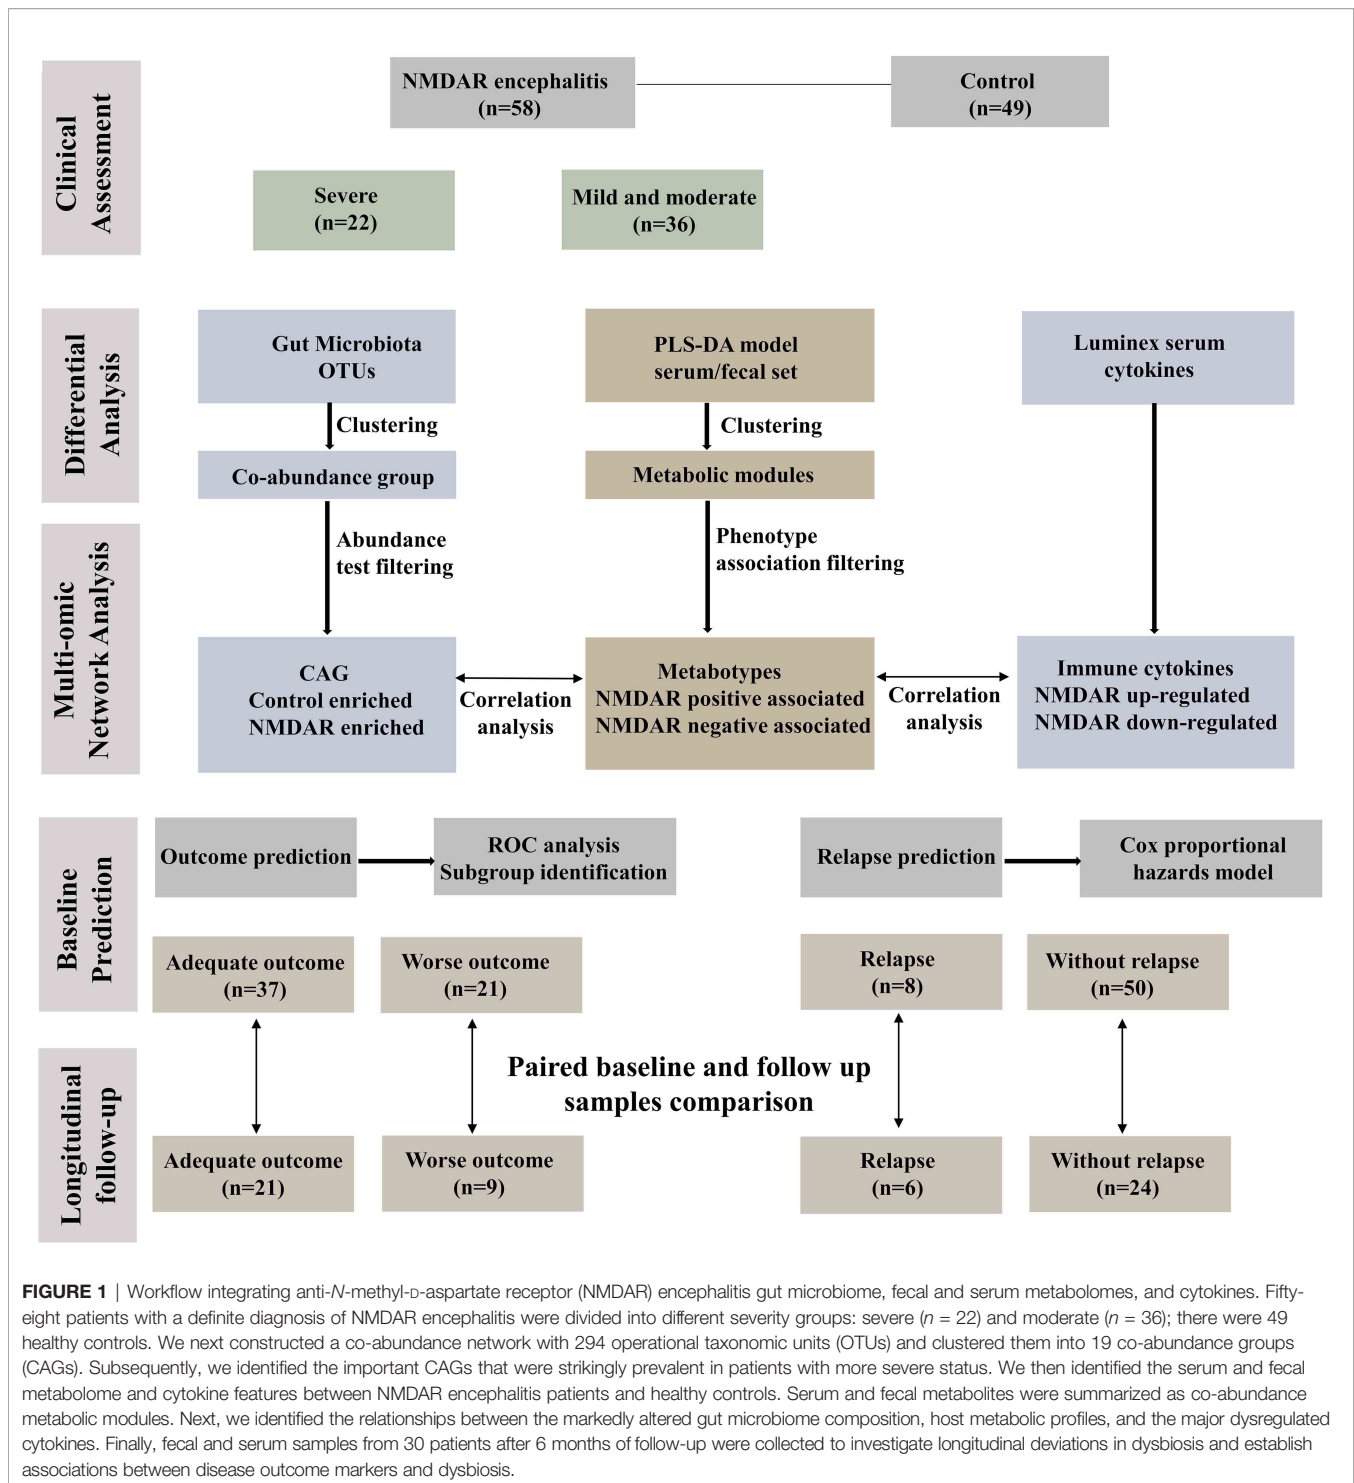 Clinical
Assessment
NMDAR encephalitis
(n=58)
Control
(n=49)
Severe
(n=22)
Mild and moderate
(n=36)
Differential
Analysis
Gut Microbiota
OTUs
PLS-DA model
serum/fecal set
Luminex serum
cytokines
Clustering
Clustering
Co-abundance group
Metabolic modules
Multi-omic
Network Analysis
Abundance
test filtering
Phenotype
association filtering
CAG
Control enriched
NMDAR enriched
Correlation
analysis
Metabotypes
NMDAR positive associated
NMDAR negative associated
Correlation
analysis
Immune cytokines
NMDAR up-regulated
NMDAR down-regulated
Baseline
Prediction
Outcome prediction
ROC analysis
Subgroup identification
Relapse prediction
Cox proportional
hazards model
Adequate outcome
(n=37)
Worse outcome
(n=21)
Relapse
(n=8)
Without relapse
(n=50)
Paired baseline and follow up
samples comparison
Longitudinal
follow-up
Adequate outcome
(n=21)
Worse outcome
(n=9)
Relapse
(n=6)
Without relapse
(n=24)
FIGURE 1 | Workflow integrating anti-N-methyl-D-aspartate receptor (NMDAR) encephalitis gut microbiome, fecal and serum metabolomes, and cytokines. Fifty-
eight patients with a definite diagnosis of NMDAR encephalitis were divided into different severity groups: severe (n = 22) and moderate (n = 36); there were 49
healthy controls. We next constructed a co-abundance network with 294 operational taxonomic units (OTUs) and clustered them into 19 co-abundance groups
(CAGs). Subsequently, we identified the important CAGs that were strikingly prevalent in patients with more severe status. We then identified the serum and fecal
metabolome and cytokine features between NMDAR encephalitis patients and healthy controls. Serum and fecal metabolites were summarized as co-abundance
metabolic modules. Next, we identified the relationships between the markedly altered gut microbiome composition, host metabolic profiles, and the major dysregulated
cytokines. Finally, fecal and serum samples from 30 patients after 6 months of follow-up were collected to investigate longitudinal deviations in dysbiosis and establish
associations between disease outcome markers and dysbiosis.